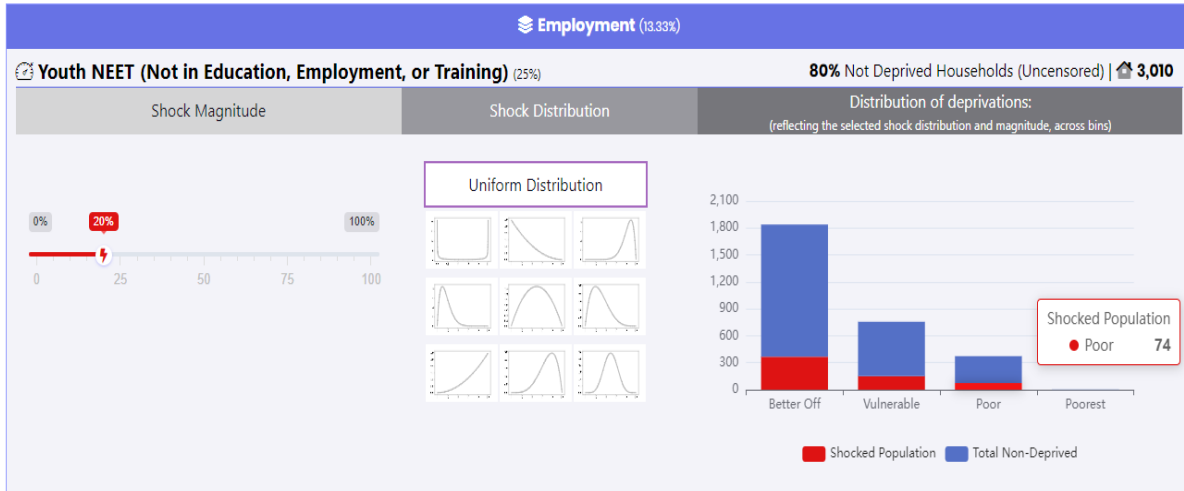 Employment (13.33%)
Youth NEET (Not in Education, Employment, or Training) (25%)
80% Not Deprived Households (Uncensored) | 3,010
Shock Magnitude
Shock Distribution
Distribution of deprivations:
(reflecting the selected shock distribution and magnitude, across bins)
0%
20%
100%
0
25
50
75
100
Uniform Distribution
2,100
1,800
1,500
1,200
900
600
300
0
Better Off
Vulnerable
Poor
Poorest
Shocked Population
Poor 74
Shocked Population
Total Non-Deprived